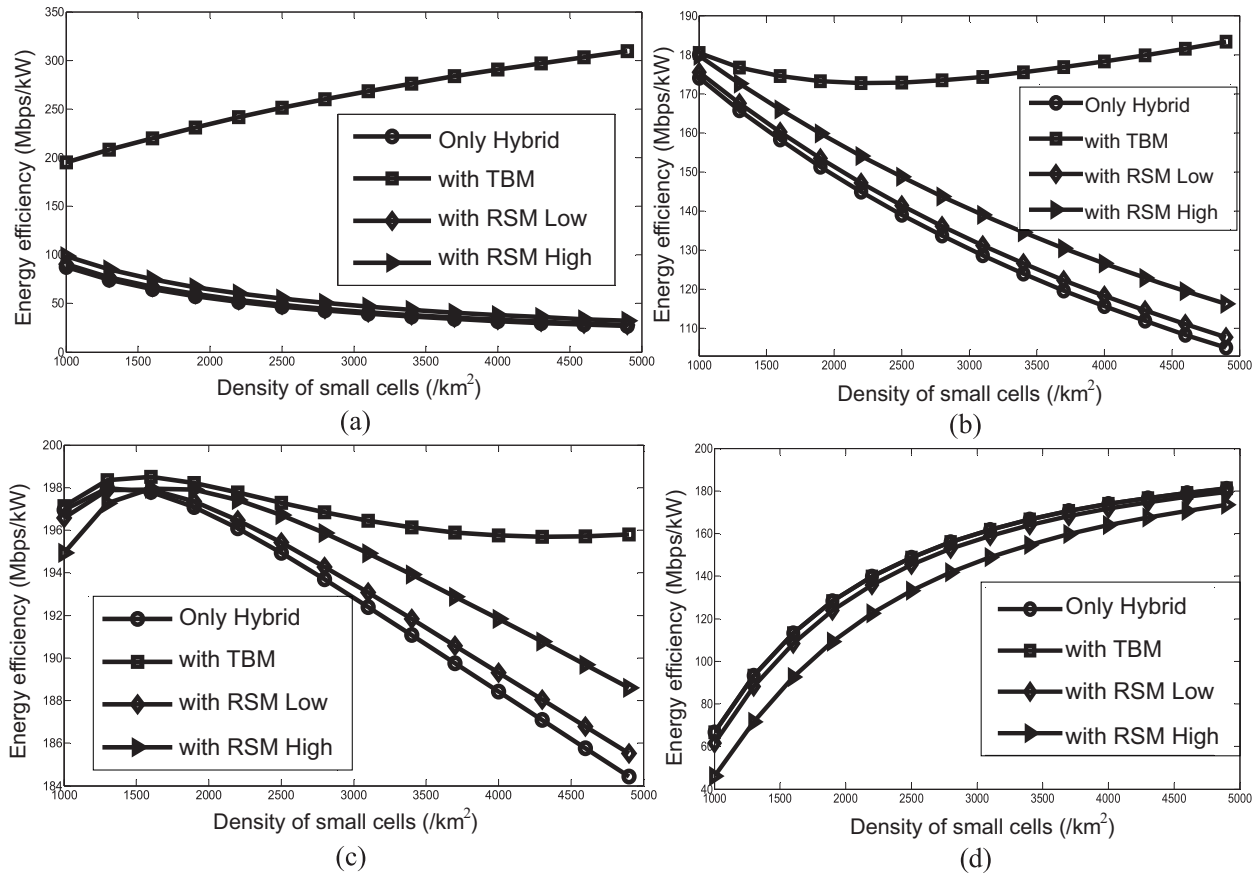 350
300
250
200
150
100
50
0
Energy efficiency (Mbps/kW)
Only Hybrid
with TBM
with RSM Low
with RSM High
1000 1500 2000 2500 3000 3500 4000 4500 5000
Density of small cells (/km2)
(a)
190
180
170
160
150
140
130
120
110
Energy efficiency (Mbps/kW)
Only Hybrid
with TBM
with RSM Low
with RSM High
1000 1500 2000 2500 3000 3500 4000 4500 5000
Density of small cells (/km2)
(b)
200
198
196
194
192
190
188
186
184
Energy efficiency (Mbps/kW)
Only Hybrid
with TBM
with RSM Low
with RSM High
1000 1500 2000 2500 3000 3500 4000 4500 5000
Density of small cells (/km2)
(c)
200
180
160
140
120
100
80
60
40
Energy efficiency (Mbps/kW)
Only Hybrid
with TBM
with RSM Low
with RSM High
1000 1500 2000 2500 3000 3500 4000 4500 5000
Density of small cells (/km2)
(d)